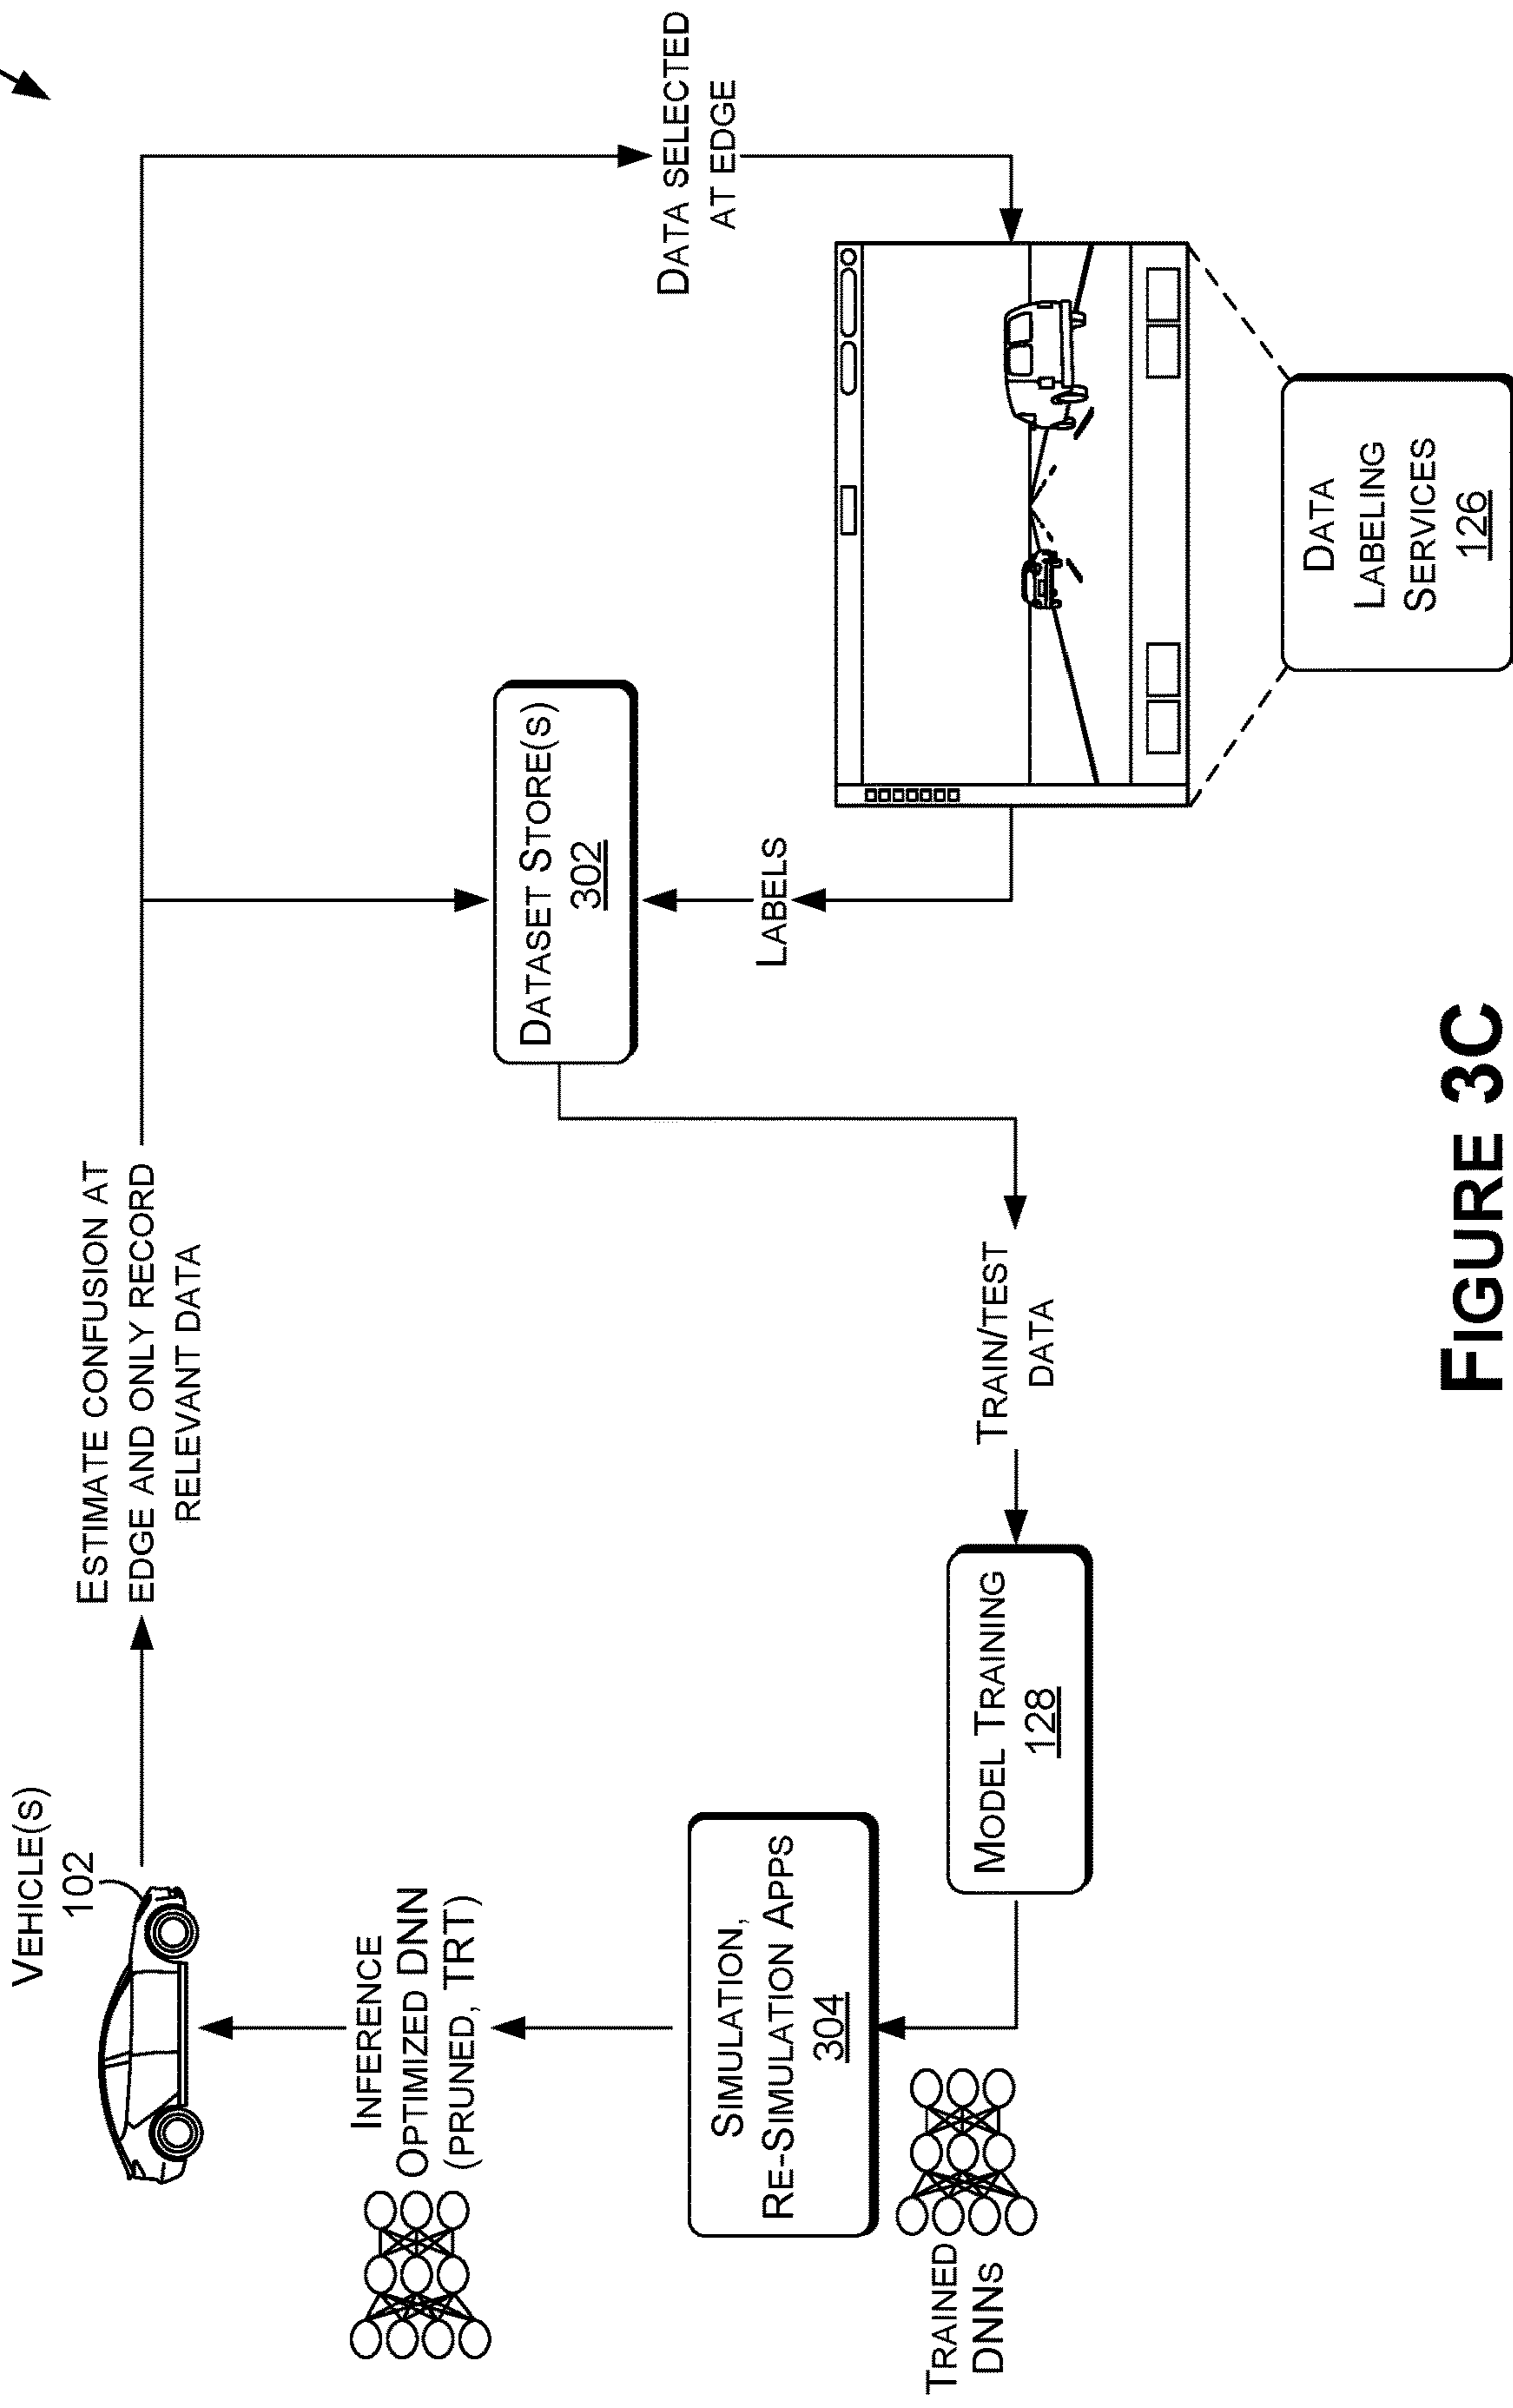 VEHICLE(S)
102
ESTIMATE CONFUSION AT
EDGE AND ONLY RECORD
RELEVANT DATA
DATA SELECTED
AT EDGE
INFERENCE
OPTIMIZED DNN
(PRUNED, TRT)
DATASET STORE(S)
302
LABELS
SIMULATION,
RE-SIMULATION APPS
304
TRAINED
DNNS
MODEL TRAINING
128
TRAIN/TEST
DATA
DATA
LABELING
SERVICES
126
FIGURE 3C